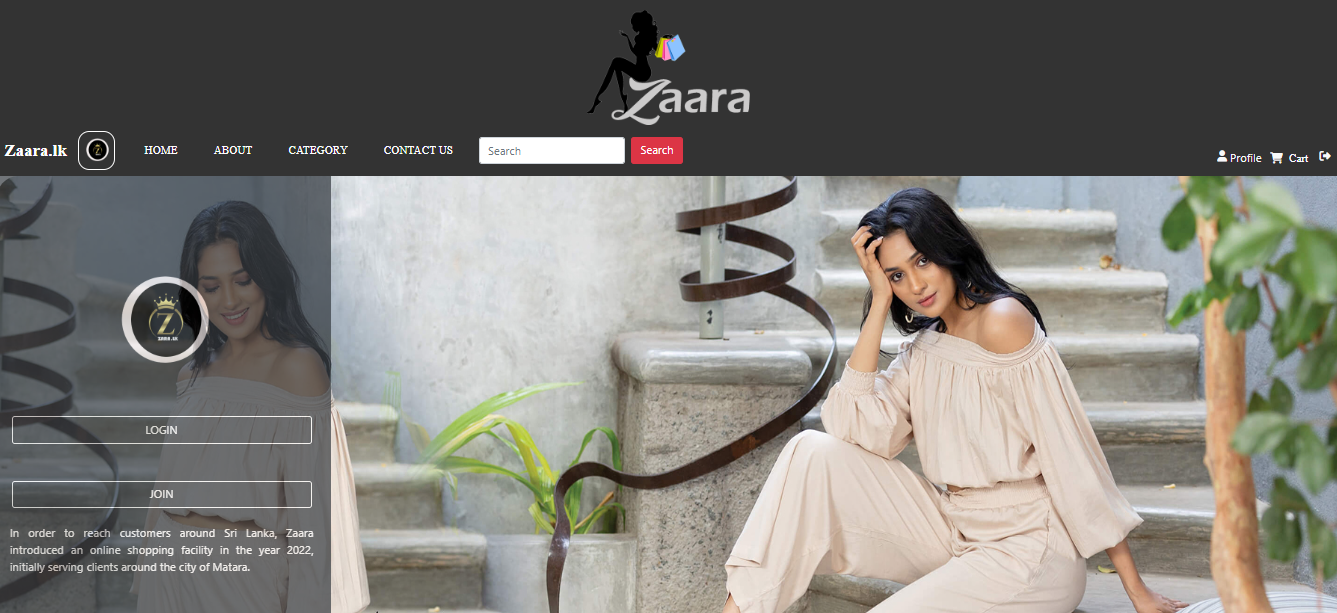 Zaara
Zaara.lk
Z
HOME
ABOUT
CATEGORY
CONTACT US
Search
Search
Profile
Cart
Z
ZARA.LK
LOGIN
JOIN
In order to reach customers around Sri Lanka, Zaara
introduced an online shopping facility in the year 2022,
initially serving clients around the city of Matara.